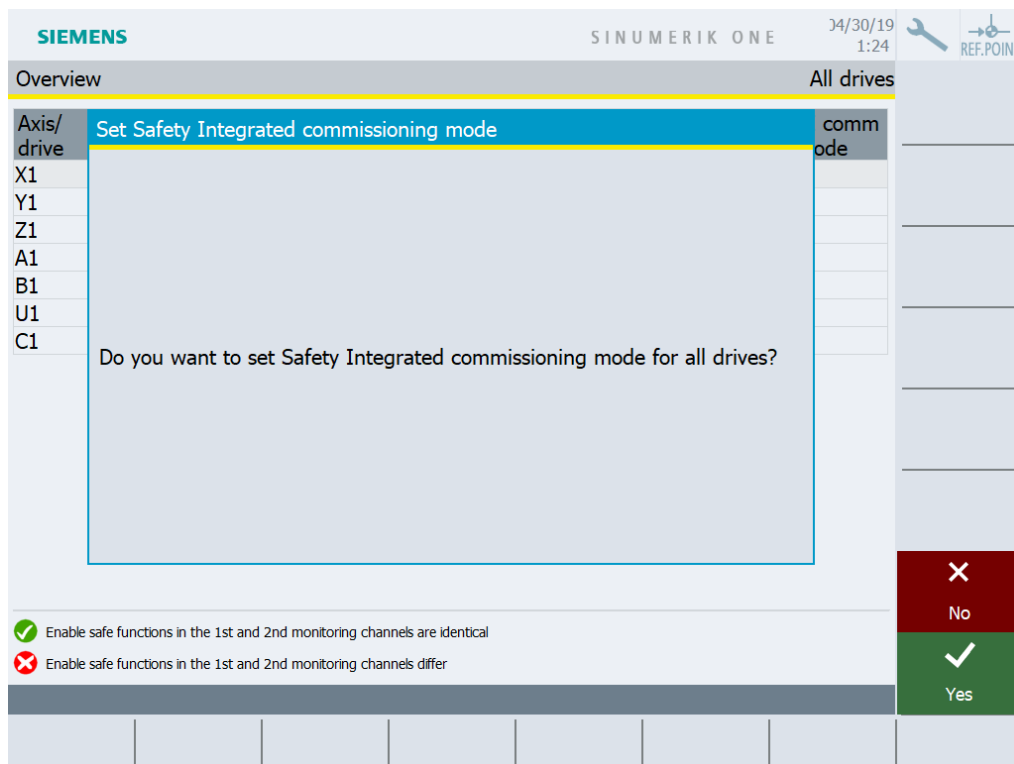 SIEMENS
SINUMERIK ONE
04/30/19
1:24
REF.POIN
Overview
All drives
Axis/
drive
Set Safety Integrated commissioning mode
comm
ode
X1
Y1
Z1
A1
B1
U1
C1
Do you want to set Safety Integrated commissioning mode for all drives?
No
Enable safe functions in the 1st and 2nd monitoring channels are identical
Enable safe functions in the 1st and 2nd monitoring channels differ
Yes